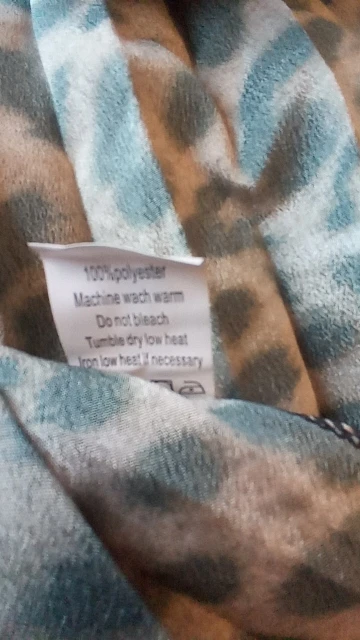 100%polyester
Machine wach warm
Do not bleach
Tumble dry low heat
Iron low heat if necessary